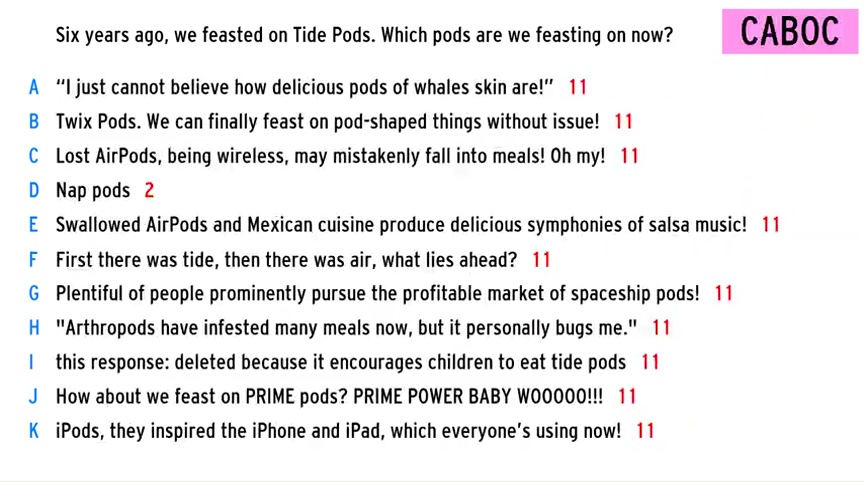 Six years ago, we feasted on Tide Pods. Which pods are we feasting on now?
CABOC
A “I just cannot believe how delicious pods of whales skin are!” 11
B Twix Pods. We can finally feast on pod-shaped things without issue! 11
C Lost AirPods, being wireless, may mistakenly fall into meals! Oh my! 11
D Nap pods 2
E Swallowed AirPods and Mexican cuisine produce delicious symphonies of salsa music! 11
F First there was tide, then there was air, what lies ahead? 11
G Plentiful of people prominently pursue the profitable market of spaceship pods! 11
H "Arthropods have infested many meals now, but it personally bugs me." 11
I this response: deleted because it encourages children to eat tide pods 11
J How about we feast on PRIME pods? PRIME POWER BABY WOOOOO!!! 11
K iPods, they inspired the iPhone and iPad, which everyone’s using now! 11